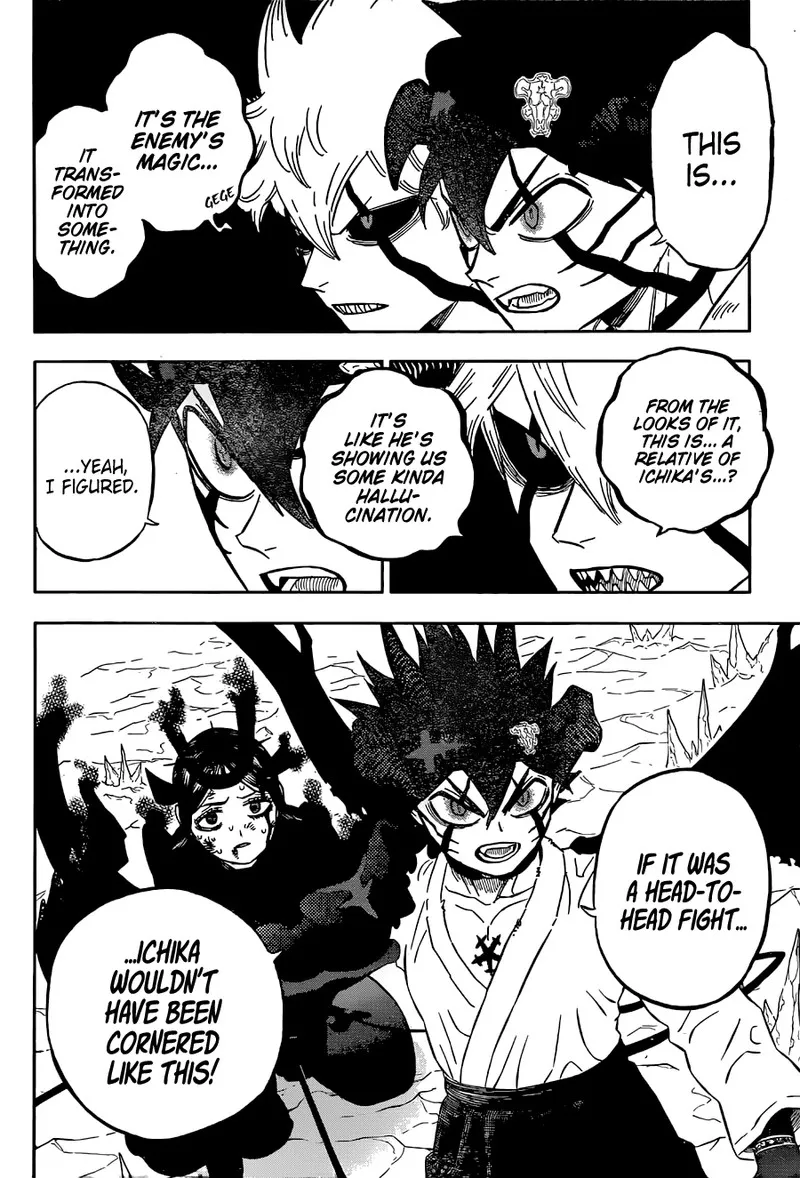 THIS
IS...
IT'S THE
ENEMY'S
MAGIC...
GEGE
IT
TRANS-
FORMED
INTO
SOME-
THING.
FROM THE
LOOKS OF IT,
THIS IS... A
RELATIVE OF
ICHIKA'S...?
IT'S
LIKE HE'S
SHOWING US
SOME KINDA
HALLU-
CINATION.
...YEAH,
I FIGURED.
IF IT WAS
A HEAD-TO-
HEAD FIGHT...
...ICHIKA
WOULDN'T
HAVE BEEN
CORNERED
LIKE THIS!